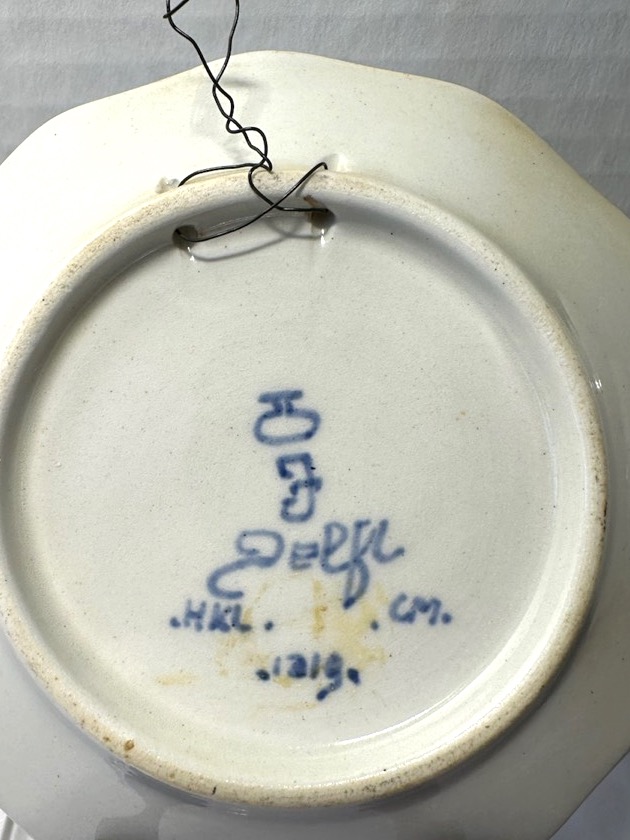 Delft
.HKL. .CM.
.1219.